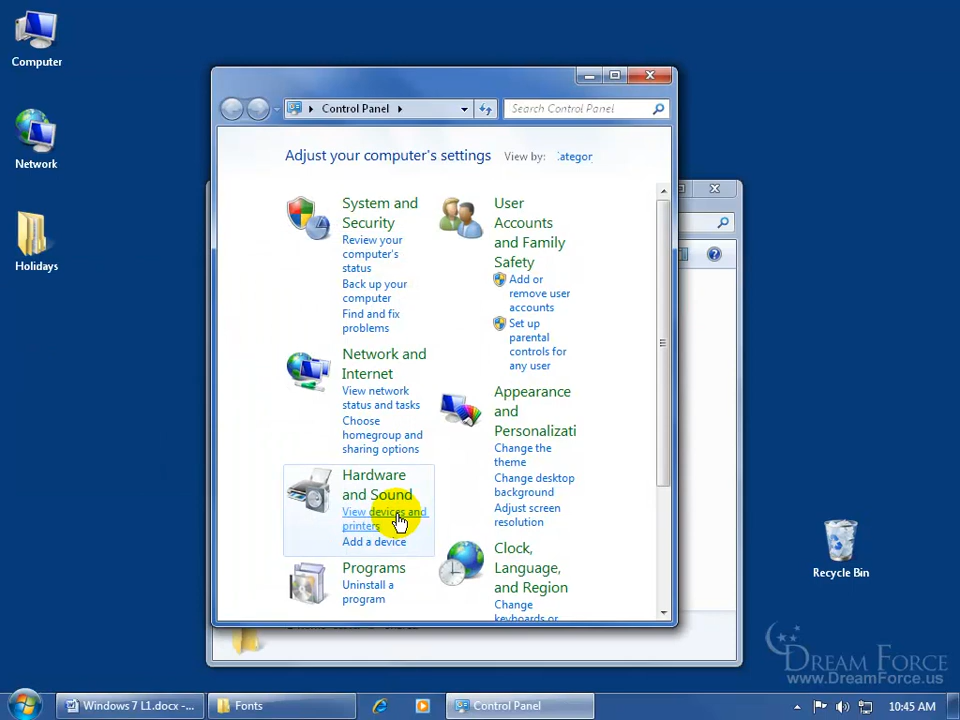 Computer
Network
Holidays
Control Panel
Search Control Panel
Adjust your computer's settings
View by:
Categor
System and
Security
Review your
computer's
status
Back up your
computer
Find and fix
problems
Network and
Internet
View network
status and tasks
Choose
homegroup and
sharing options
Hardware
and Sound
View devices and
printers
Add a device
Programs
Uninstall a
program
User
Accounts
and Family
Safety
Add or
remove user
accounts
Set up
parental
controls for
any user
Appearance
and
Personalizati
Change the
theme
Change desktop
background
Adjust screen
resolution
Clock,
Language,
and Region
Change
keyboards or
Recycle Bin
DREAM FORCE
www.DreamForce.us
Windows 7 L1.docx -...
Fonts
Control Panel
10:45 AM